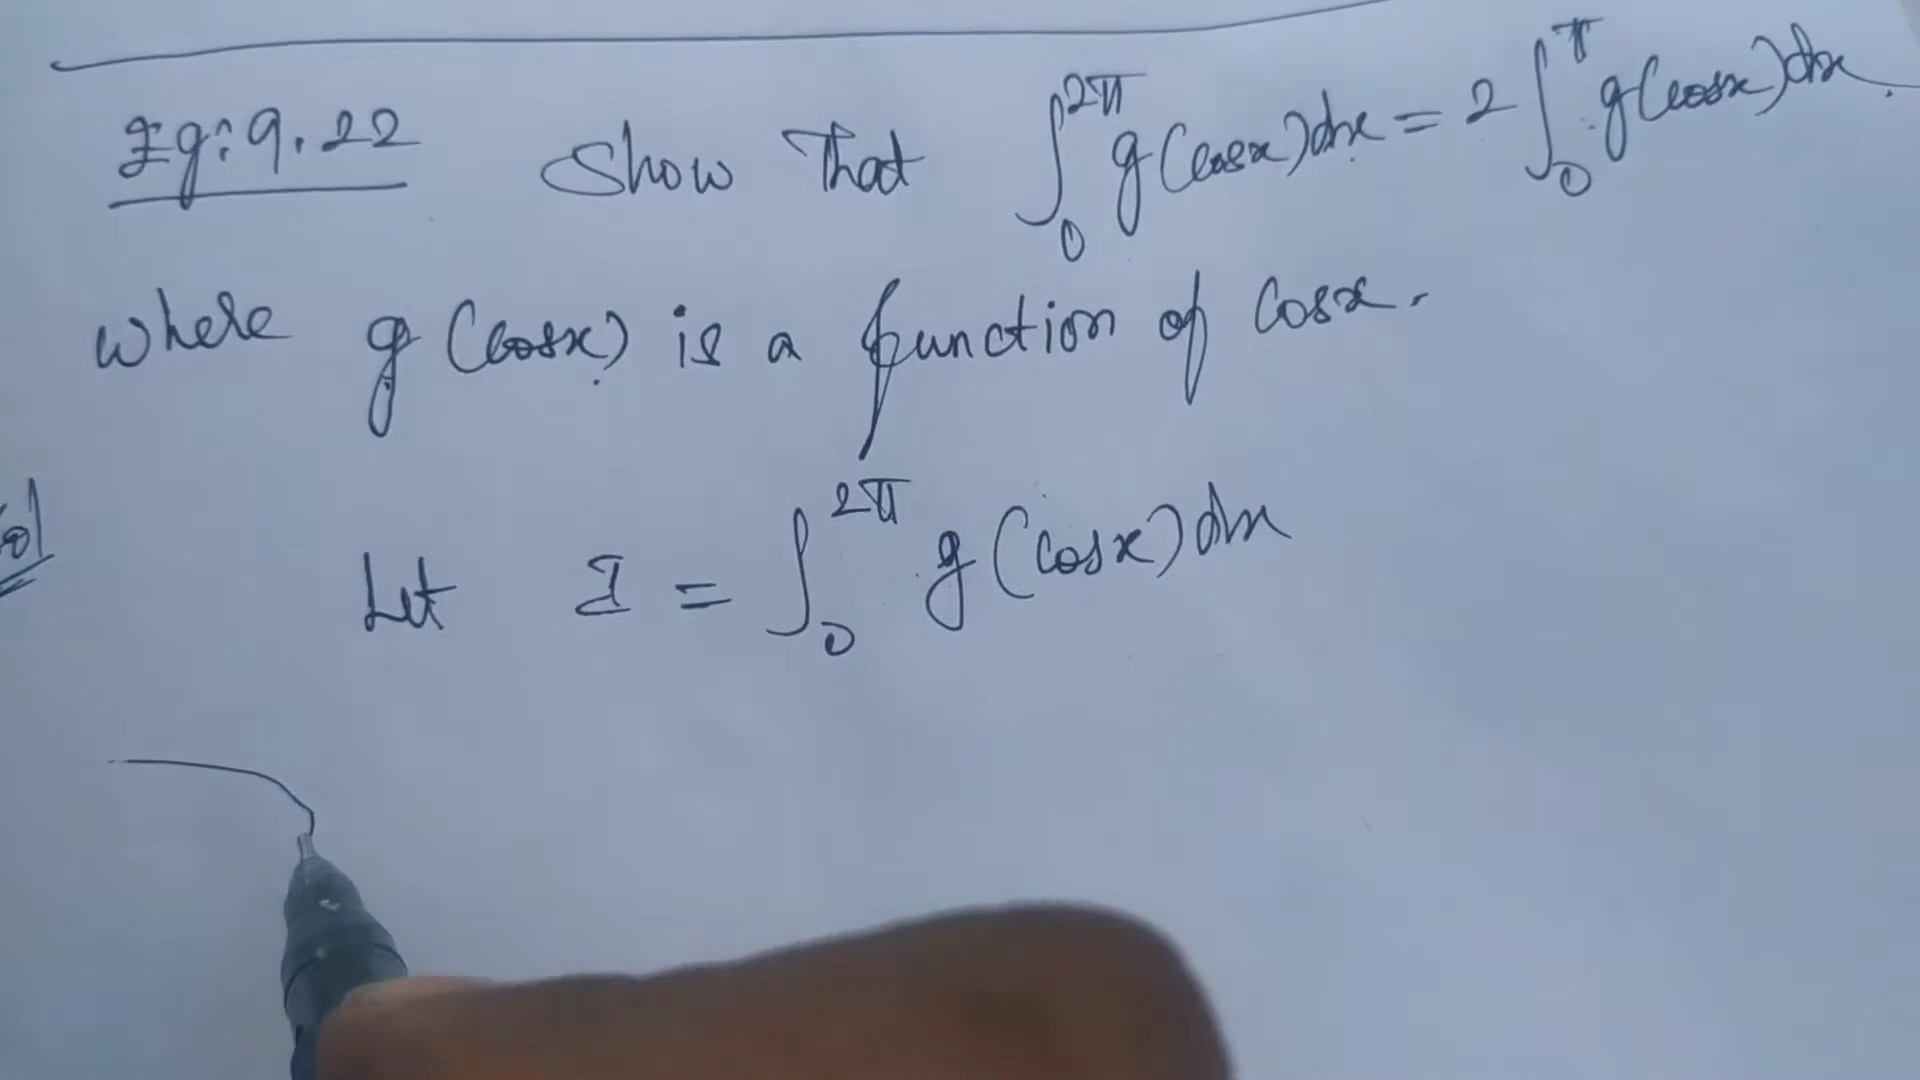 Eg: 9.22 Show that ∫₀^2π g(cosx)dx = 2 ∫₀^π g(cosx)dx.
where g(cosx) is a function of cosx.
Sol
Let I = ∫₀^2π g(cosx)dx